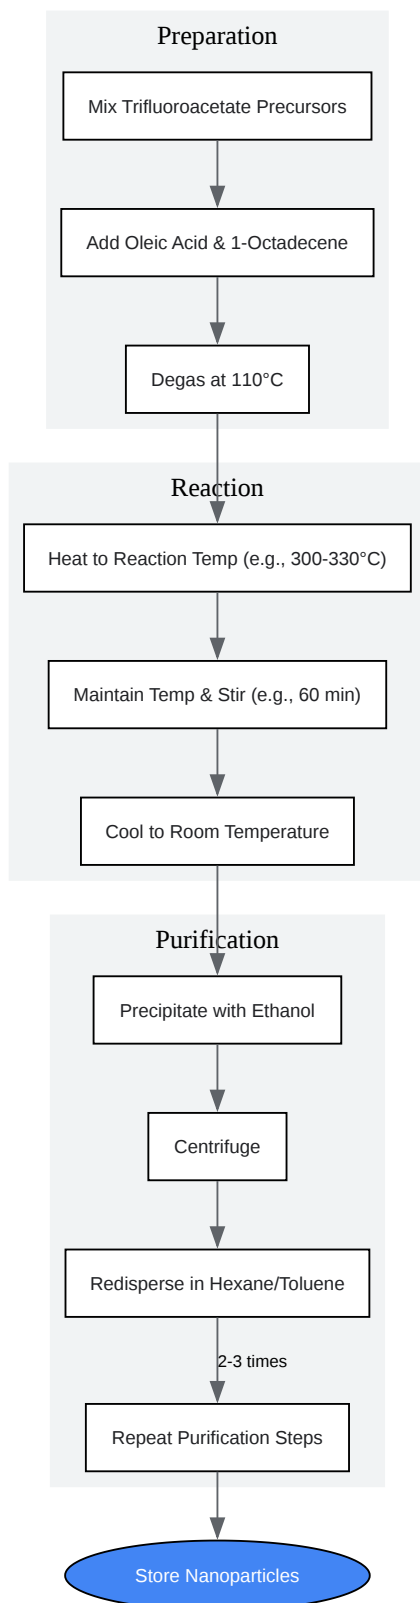 Preparation
Mix Trifluoroacetate Precursors
Add Oleic Acid & 1-Octadecene
Degas at 110°C
Reaction
Heat to Reaction Temp (e.g., 300-330°C)
Maintain Temp & Stir (e.g., 60 min)
Cool to Room Temperature
Purification
Precipitate with Ethanol
Centrifuge
Redisperse in Hexane/Toluene
2-3 times
Repeat Purification Steps
Store Nanoparticles